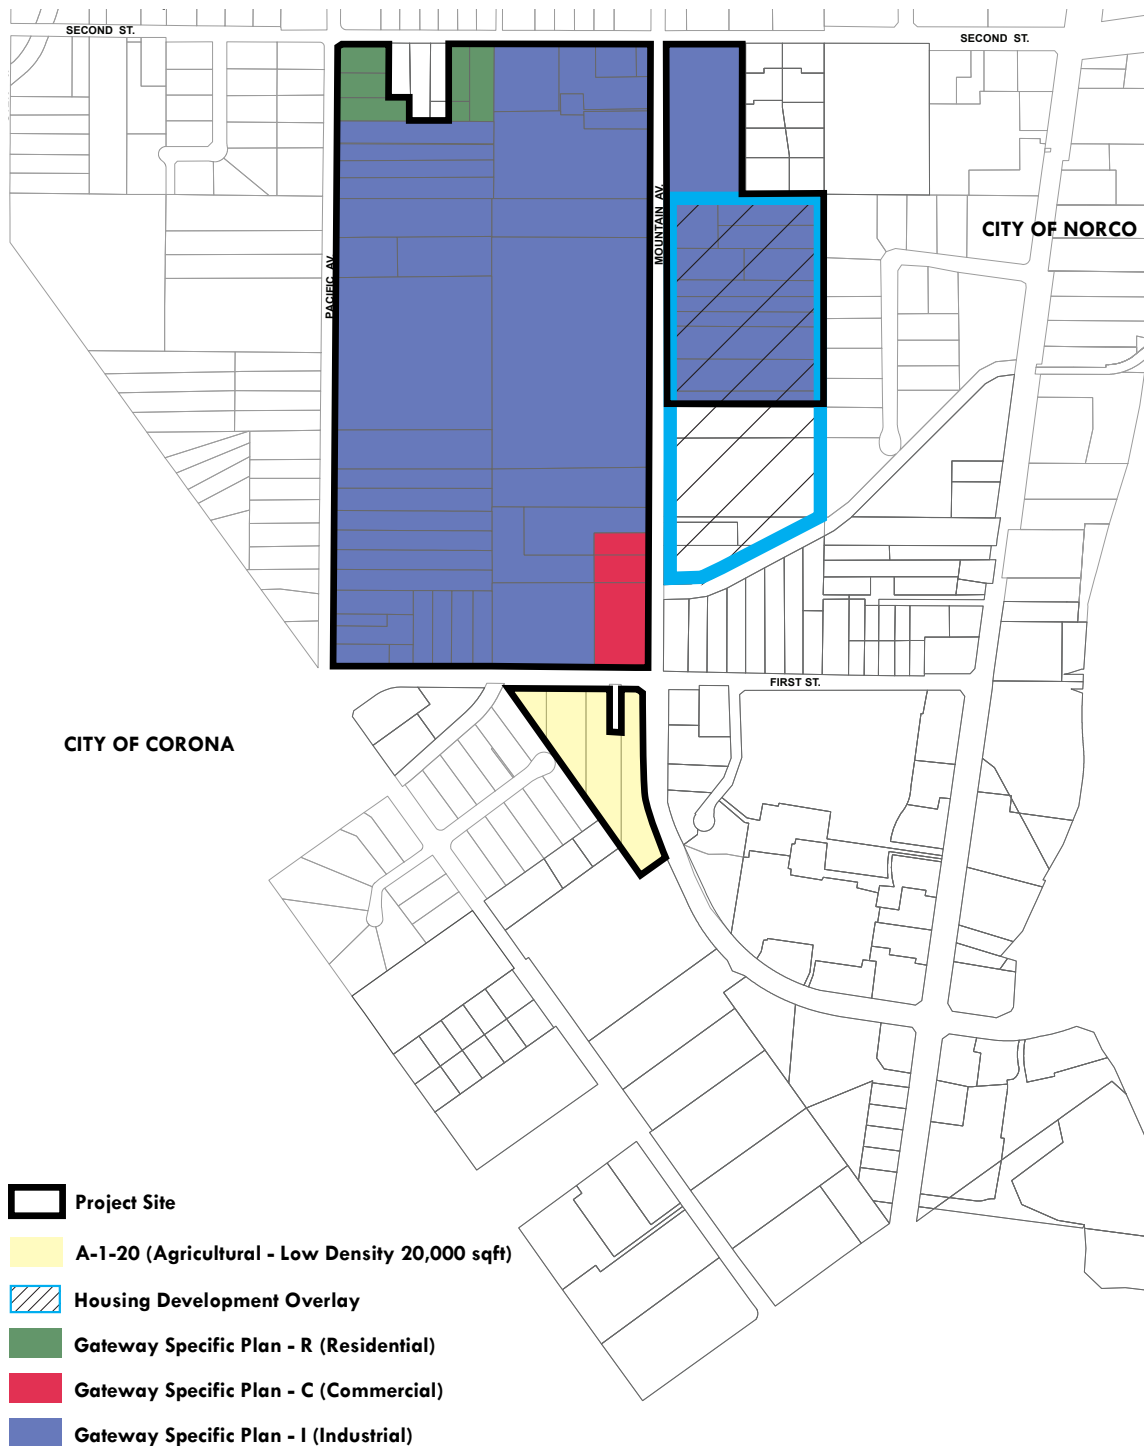 SECOND ST.
SECOND ST.
MOUNTAIN AV.
CITY OF NORCO
PACIFIC AV.
FIRST ST.
CITY OF CORONA
Project Site
A-1-20 (Agricultural - Low Density 20,000 sqft)
Housing Development Overlay
Gateway Specific Plan - R (Residential)
Gateway Specific Plan - C (Commercial)
Gateway Specific Plan - I (Industrial)